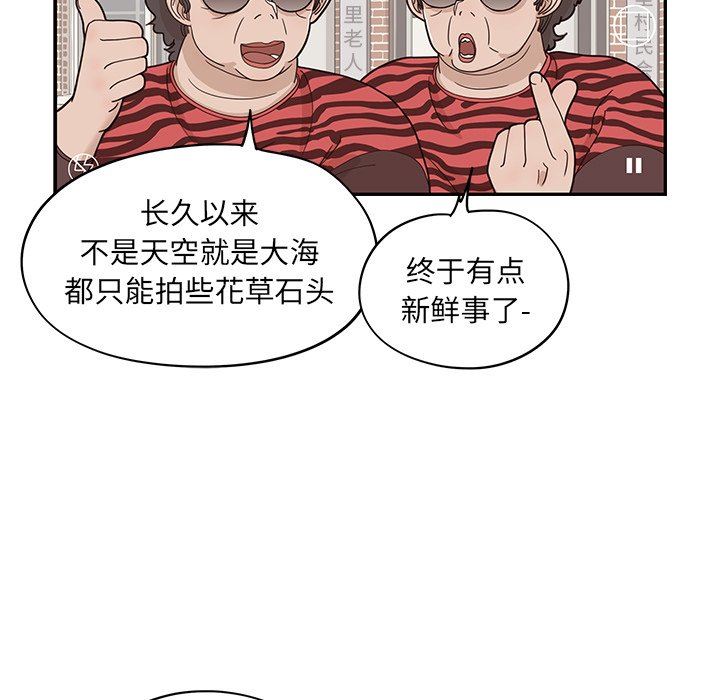 里老人
村民会
长久以来
不是天空就是大海
都只能拍些花草石头
终于有点
新鲜事了-